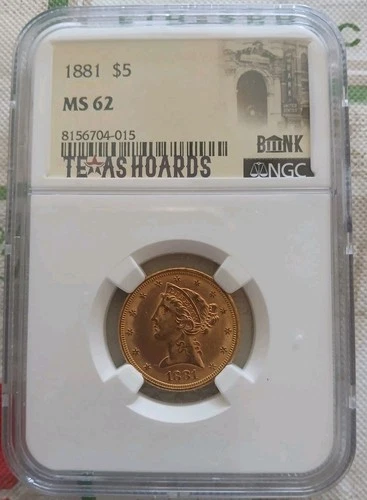 1881 $5
MS 62
8156704-015
BANK
TEXAS HOARDS
NGC
1881